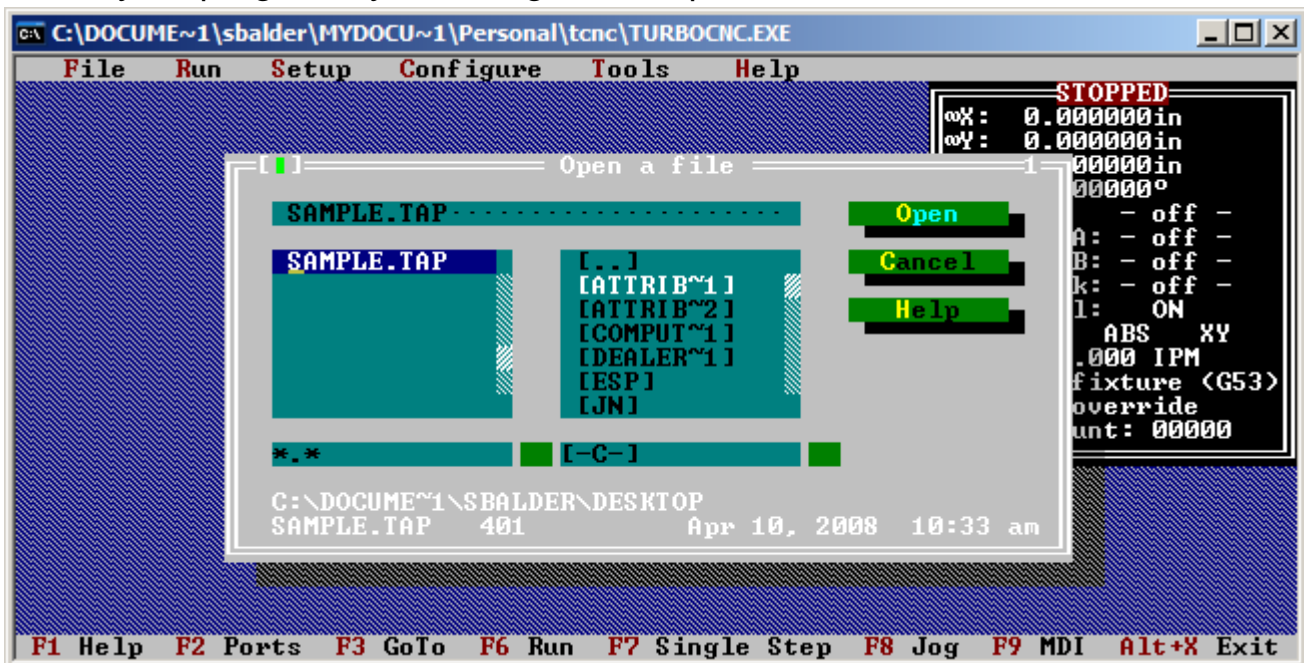 C:\DOCUME~1\sbalder\MYDOCU~1\Personal\tcnc\TURBOCNC.EXE
File Run Setup Configure Tools Help
STOPPED
∞X: 0.000000in
∞Y: 0.000000in
[ ] Open a file 1
00000in
00000°
SAMPLE.TAP
Open
- off -
SAMPLE.TAP
[..]
Cancel
A: - off -
[ATTRIB~1]
B: - off -
[ATTRIB~2]
Help
k: - off -
[COMPUT~1]
l: ON
[DEALER~1]
ABS XY
[ESP]
.000 IPM
[JN]
fixture (G53)
override
unt: 00000
*.*
[-C-]
C:\DOCUME~1\SBALDER\DESKTOP
SAMPLE.TAP 401 Apr 10, 2008 10:33 am
F1 Help F2 Ports F3 GoTo F6 Run F7 Single Step F8 Jog F9 MDI Alt+X Exit